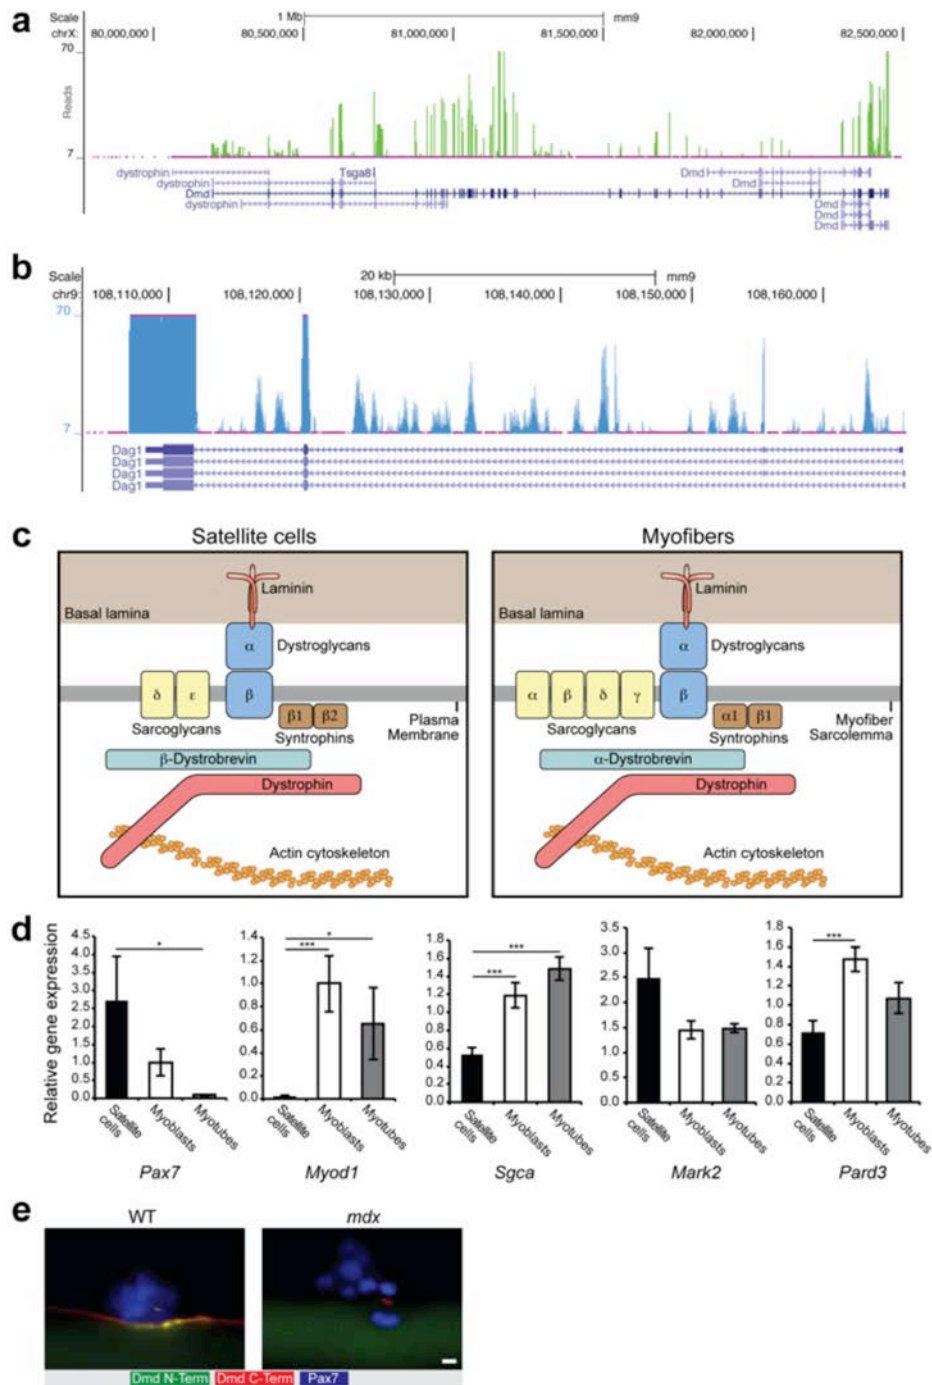 a
Scale 1 Mb mm9
chrX: 80,000,000 80,500,000 81,000,000 81,500,000 82,000,000 82,500,000
70
Reads
7
dystrophin Tsga8 Dmd
dystrophin Dmd
Dmd
dystrophin Dmd
Dmd
Dmd
b
Scale 20 kb mm9
chr9: 108,110,000 108,120,000 108,130,000 108,140,000 108,150,000 108,160,000
70
7
Dag1
Dag1
Dag1
Dag1
c
Satellite cells Myofibers
Laminin Laminin
Basal lamina Basal lamina
α Dystroglycans α Dystroglycans
δ ε β α β δ γ β
β1 β2 α1 β1
Sarcoglycans Syntrophins Plasma Membrane Sarcoglycans Syntrophins Myofiber Sarcolemma
β-Dystrobrevin α-Dystrobrevin
Dystrophin Dystrophin
Actin cytoskeleton Actin cytoskeleton
d
Relative gene expression
4.5 4.0 3.5 3.0 2.5 2.0 1.5 1.0 0.5 0.0
*
Satellite cells Myoblasts Myotubes
Pax7
1.4 1.2 1.0 0.8 0.6 0.4 0.2 0.0
*
***
Satellite cells Myoblasts Myotubes
Myod1
1.8 1.6 1.4 1.2 1.0 0.8 0.6 0.4 0.2 0.0
***
***
Satellite cells Myoblasts Myotubes
Sgca
3.5 3.0 2.5 2.0 1.5 1.0 0.5 0.0
Satellite cells Myoblasts Myotubes
Mark2
1.8 1.6 1.4 1.2 1.0 0.8 0.6 0.4 0.2 0.0
***
Satellite cells Myoblasts Myotubes
Pard3
e
WT mdx
Dmd N-Term Dmd C-Term Pax7